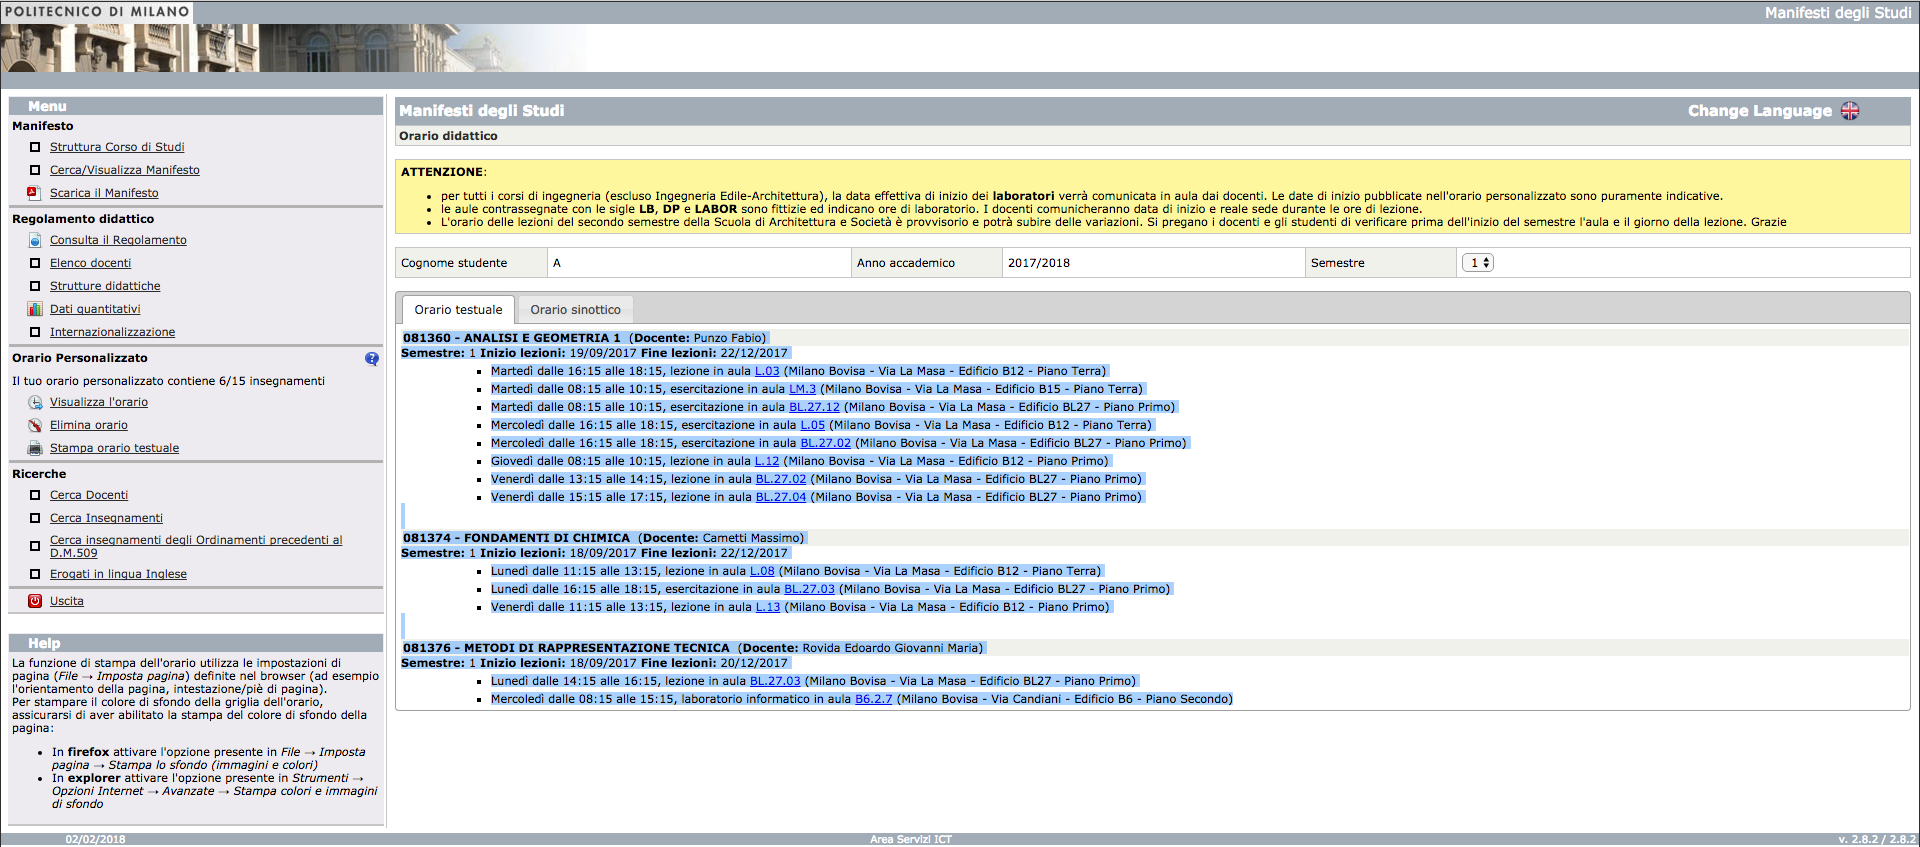 POLITECNICO DI MILANO
Manifesti degli Studi
Menu
Manifesto
Struttura Corso di Studi
Cerca/Visualizza Manifesto
Scarica il Manifesto
Regolamento didattico
Consulta il Regolamento
Elenco docenti
Strutture didattiche
Dati quantitativi
Internazionalizzazione
Orario Personalizzato
Il tuo orario personalizzato contiene 6/15 insegnamenti
Visualizza l'orario
Elimina orario
Stampa orario testuale
Ricerche
Cerca Docenti
Cerca Insegnamenti
Cerca insegnamenti degli Ordinamenti precedenti al
D.M.509
Erogati in lingua Inglese
Uscita
Help
La funzione di stampa dell'orario utilizza le impostazioni di
pagina (File → Imposta pagina) definite nel browser (ad esempio
l'orientamento della pagina, intestazione/piè di pagina).
Per stampare il colore di sfondo della griglia dell'orario,
assicurarsi di aver abilitato la stampa del colore di sfondo della
pagina:
In firefox attivare l'opzione presente in File → Imposta
pagina → Stampa lo sfondo (immagini e colori)
In explorer attivare l'opzione presente in Strumenti →
Opzioni Internet → Avanzate → Stampa colori e immagini
di sfondo
Manifesti degli Studi
Change Language
Orario didattico
ATTENZIONE:
per tutti i corsi di ingegneria (escluso Ingegneria Edile-Architettura), la data effettiva di inizio dei laboratori verrà comunicata in aula dai docenti. Le date di inizio pubblicate nell'orario personalizzato sono puramente indicative.
le aule contrassegnate con le sigle LB, DP e LABOR sono fittizie ed indicano ore di laboratorio. I docenti comunicheranno data di inizio e reale sede durante le ore di lezione.
L'orario delle lezioni del secondo semestre della Scuola di Architettura e Società è provvisorio e potrà subire delle variazioni. Si pregano i docenti e gli studenti di verificare prima dell'inizio del semestre l'aula e il giorno della lezione. Grazie
Cognome studente A Anno accademico 2017/2018 Semestre 1
Orario testuale Orario sinottico
081360 - ANALISI E GEOMETRIA 1 (Docente: Punzo Fabio)
Semestre: 1 Inizio lezioni: 19/09/2017 Fine lezioni: 22/12/2017
Martedì dalle 16:15 alle 18:15, lezione in aula L.03 (Milano Bovisa - Via La Masa - Edificio B12 - Piano Terra)
Martedì dalle 08:15 alle 10:15, esercitazione in aula LM.3 (Milano Bovisa - Via La Masa - Edificio B15 - Piano Terra)
Martedì dalle 08:15 alle 10:15, esercitazione in aula BL.27.12 (Milano Bovisa - Via La Masa - Edificio BL27 - Piano Primo)
Mercoledì dalle 16:15 alle 18:15, esercitazione in aula L.05 (Milano Bovisa - Via La Masa - Edificio B12 - Piano Terra)
Mercoledì dalle 16:15 alle 18:15, esercitazione in aula BL.27.02 (Milano Bovisa - Via La Masa - Edificio BL27 - Piano Primo)
Giovedì dalle 08:15 alle 10:15, lezione in aula L.12 (Milano Bovisa - Via La Masa - Edificio B12 - Piano Primo)
Venerdì dalle 13:15 alle 14:15, lezione in aula BL.27.02 (Milano Bovisa - Via La Masa - Edificio BL27 - Piano Primo)
Venerdì dalle 15:15 alle 17:15, lezione in aula BL.27.04 (Milano Bovisa - Via La Masa - Edificio BL27 - Piano Primo)
081374 - FONDAMENTI DI CHIMICA (Docente: Cametti Massimo)
Semestre: 1 Inizio lezioni: 18/09/2017 Fine lezioni: 22/12/2017
Lunedì dalle 11:15 alle 13:15, lezione in aula L.08 (Milano Bovisa - Via La Masa - Edificio B12 - Piano Terra)
Lunedì dalle 16:15 alle 18:15, esercitazione in aula BL.27.03 (Milano Bovisa - Via La Masa - Edificio BL27 - Piano Primo)
Venerdì dalle 11:15 alle 13:15, lezione in aula L.13 (Milano Bovisa - Via La Masa - Edificio B12 - Piano Primo)
081376 - METODI DI RAPPRESENTAZIONE TECNICA (Docente: Rovida Edoardo Giovanni Maria)
Semestre: 1 Inizio lezioni: 18/09/2017 Fine lezioni: 20/12/2017
Lunedì dalle 14:15 alle 16:15, lezione in aula BL.27.03 (Milano Bovisa - Via La Masa - Edificio BL27 - Piano Primo)
Mercoledì dalle 08:15 alle 15:15, laboratorio informatico in aula B6.2.7 (Milano Bovisa - Via Candiani - Edificio B6 - Piano Secondo)
02/02/2018 Area Servizi ICT v. 2.8.2 / 2.8.2